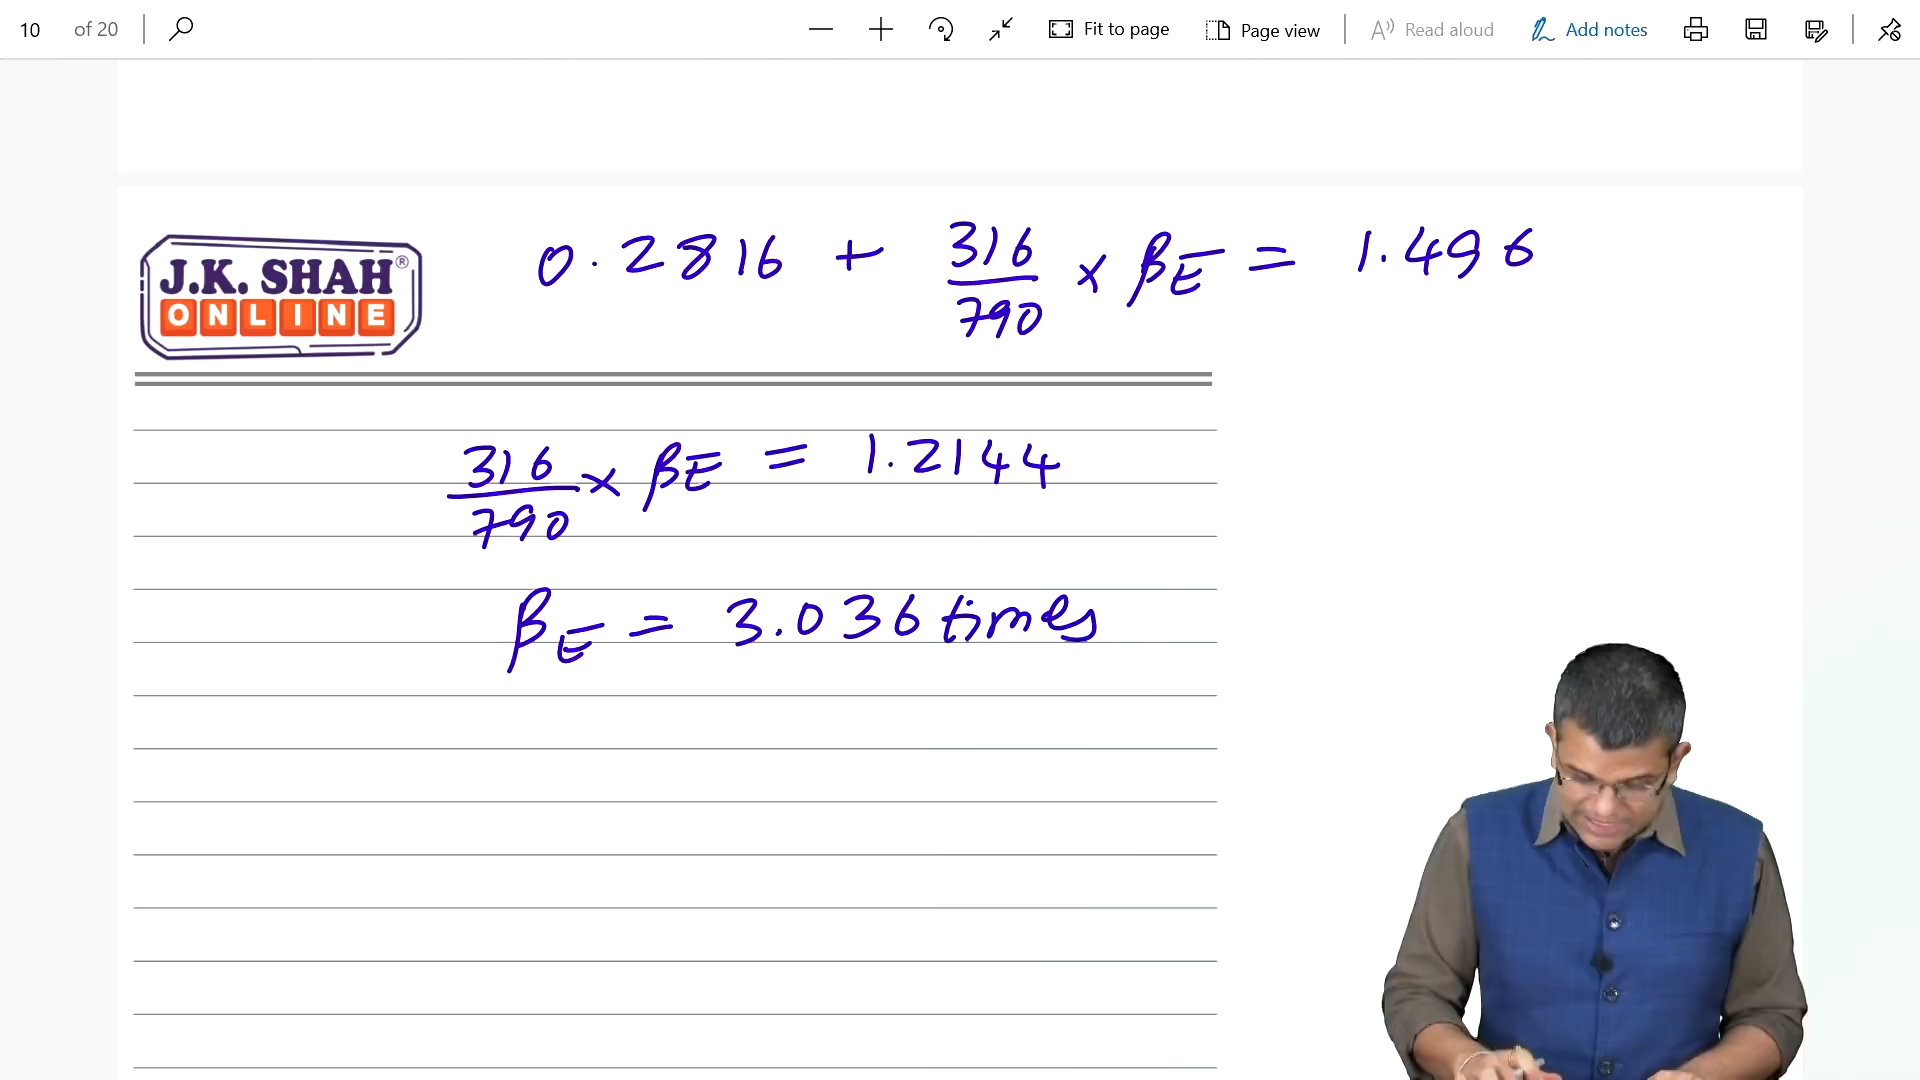 10 of 20 Fit to page Page view Read aloud Add notes
J.K. SHAH®
ONLINE
0.2816 + 316/790 × βE = 1.496
316/790 × βE = 1.2144
βE = 3.036 times